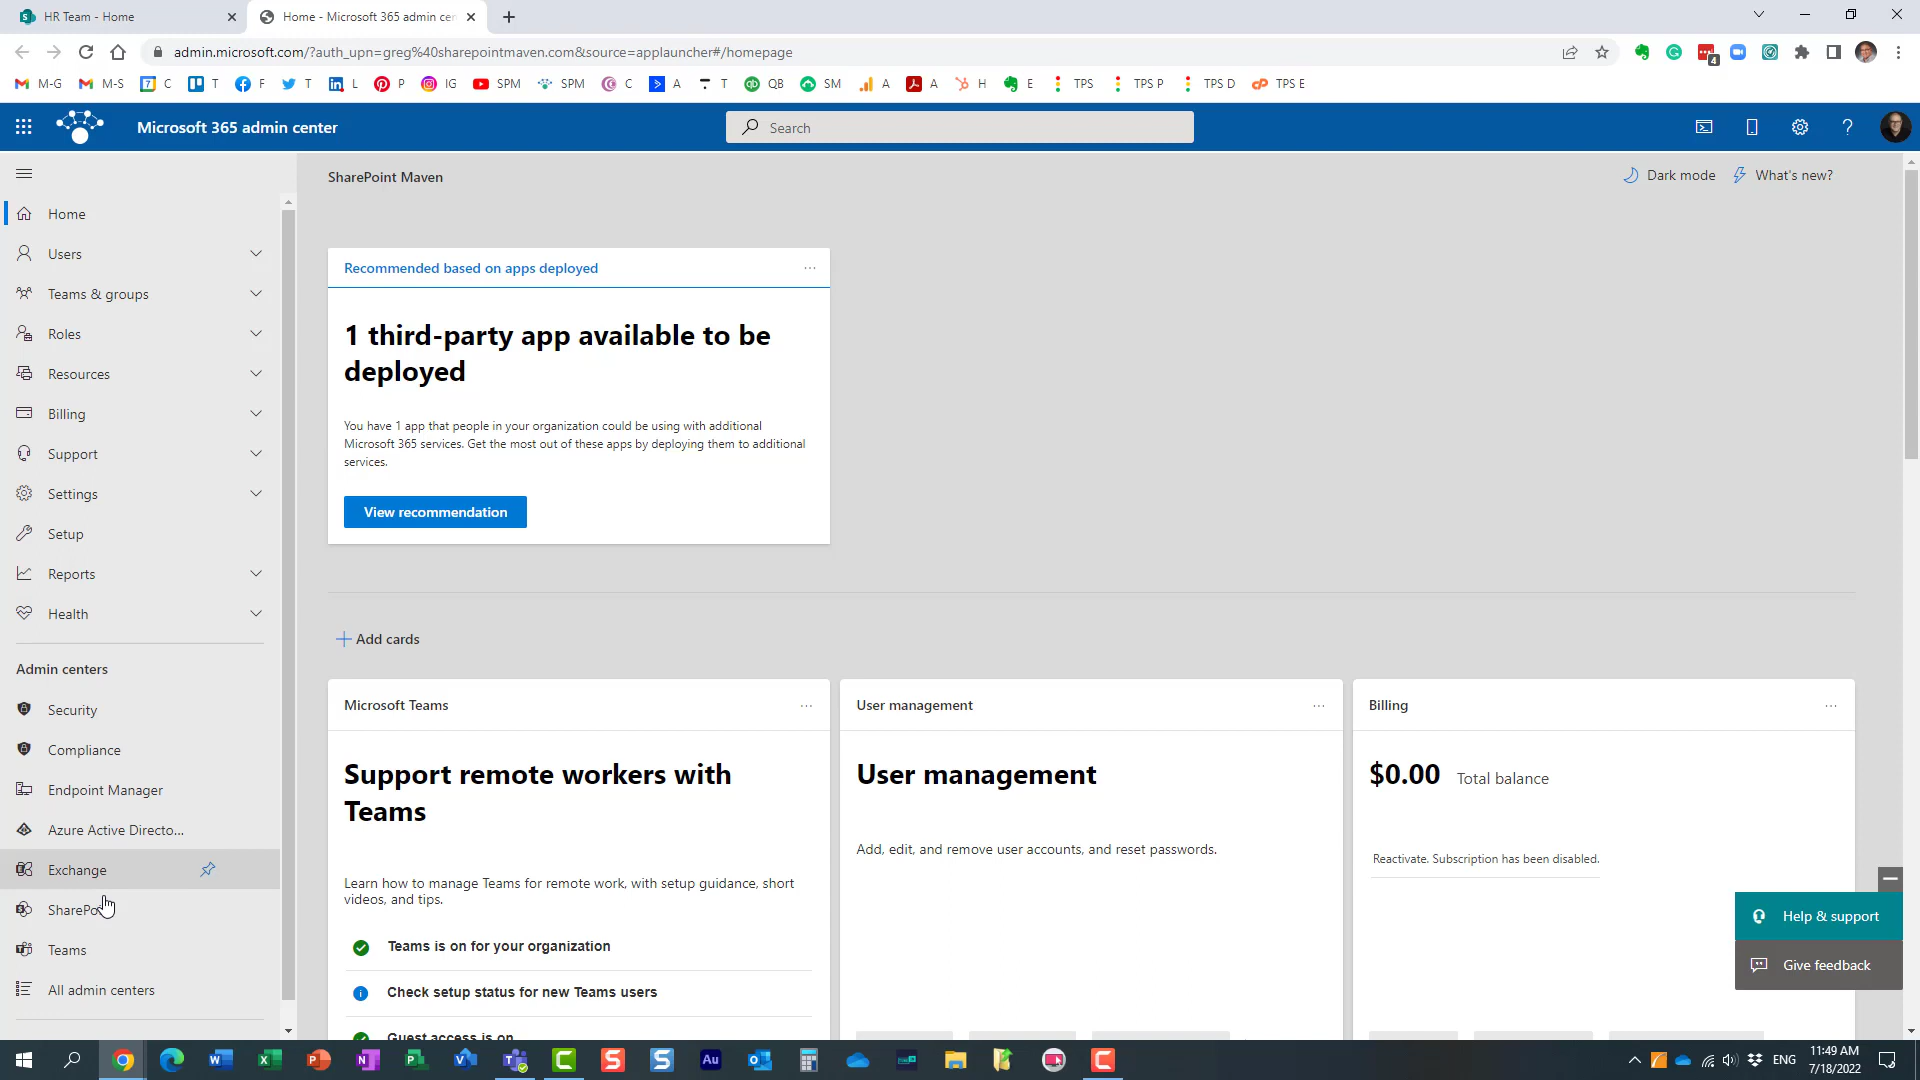 HR Team - Home
Home - Microsoft 365 admin cen
admin.microsoft.com/?auth_upn=greg%40sharepointmaven.com&source=applauncher#/homepage
4
M-G
M-S
7
C
T
F
T
L
P
IG
SPM
SPM
C
A
T
QB
SM
A
A
H
E
TPS
TPS P
TPS D
TPS E
Microsoft 365 admin center
Search
SharePoint Maven
Dark mode
What's new?
Home
Users
Teams & groups
Roles
Resources
Billing
Support
Settings
Setup
Reports
Health
Admin centers
Security
Compliance
Endpoint Manager
Azure Active Directo...
Exchange
Teams
All admin centers
Recommended based on apps deployed
1 third-party app available to be
deployed
You have 1 app that people in your organization could be using with additional
Microsoft 365 services. Get the most out of these apps by deploying them to additional
services.
View recommendation
Add cards
Microsoft Teams
Support remote workers with
Teams
Learn how to manage Teams for remote work, with setup guidance, short
videos, and tips.
Teams is on for your organization
Check setup status for new Teams users
Guest access is on
User management
User management
Add, edit, and remove user accounts, and reset passwords.
Billing
$0.00 Total balance
Reactivate. Subscription has been disabled.
Help & support
Give feedback
Au
ENG
11:49 AM
7/18/2022